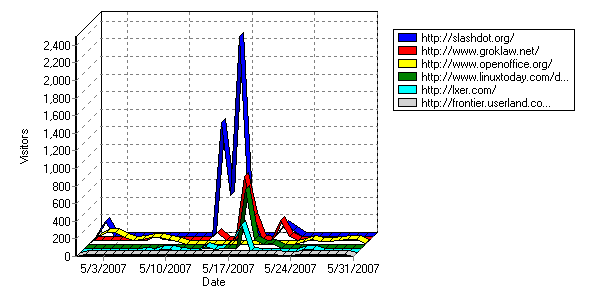 2,400
2,200
2,000
1,800
1,600
1,400
1,200
1,000
800
600
400
200
0
Visitors
5/3/2007 5/10/2007 5/17/2007 5/24/2007 5/31/2007
Date
http://slashdot.org/
http://www.groklaw.net/
http://www.openoffice.org/
http://www.linuxtoday.com/d...
http://lxer.com/
http://frontier.userland.co...